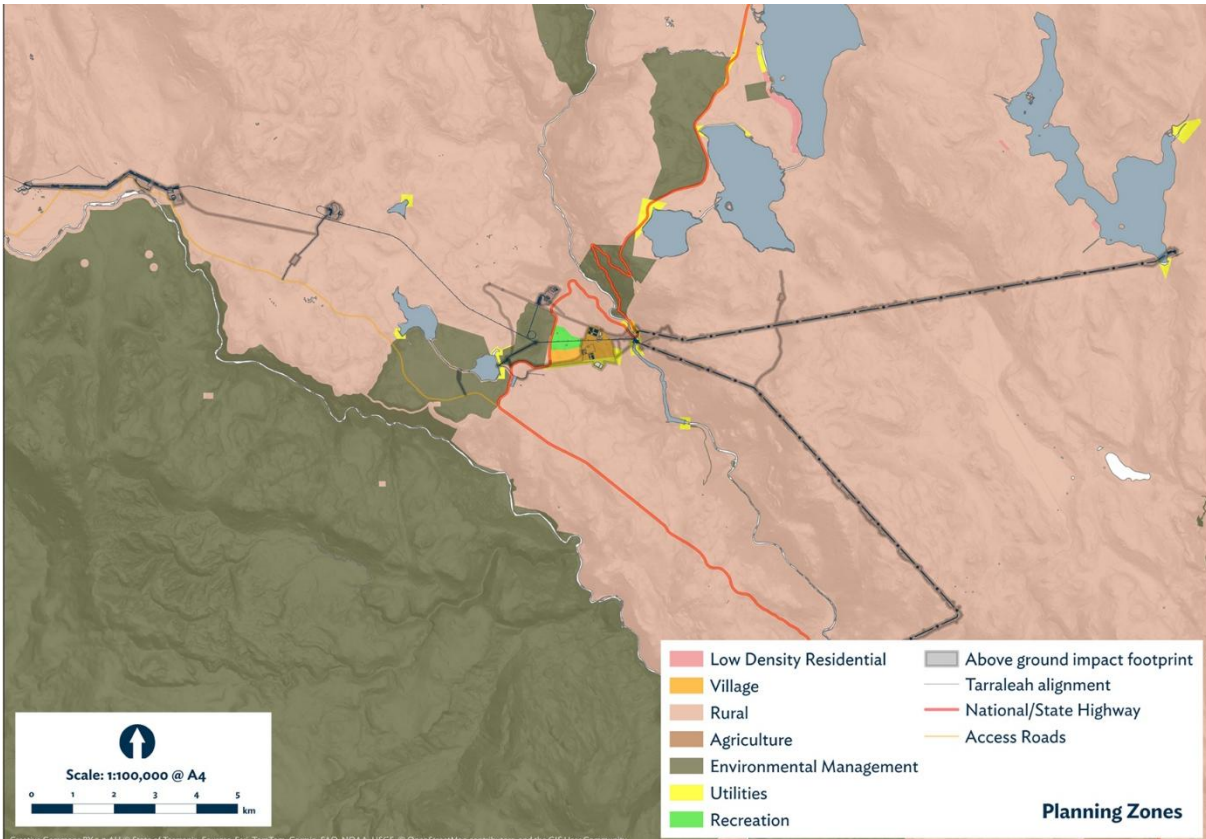 Low Density Residential
Village
Rural
Agriculture
Environmental Management
Utilities
Recreation
Above ground impact footprint
Tarraleah alignment
National/State Highway
Access Roads
Planning Zones
Scale: 1:100,000 @ A4
0 1 2 3 4 5
km